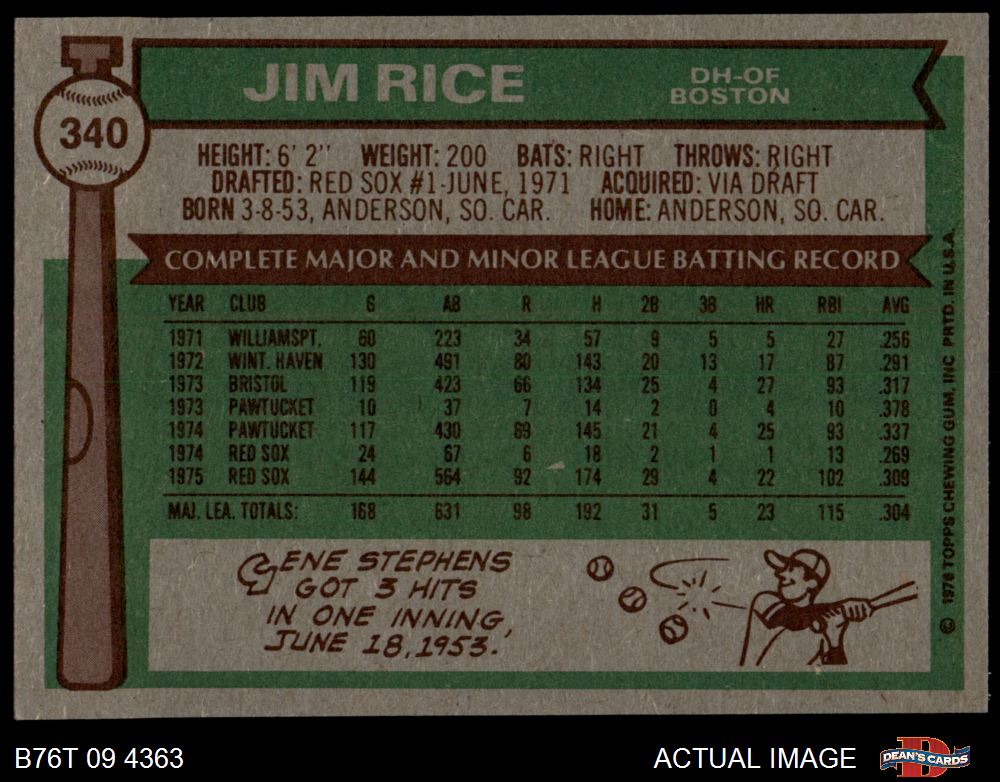 JIM RICE
DH-OF
BOSTON
340
HEIGHT: 6' 2" WEIGHT: 200 BATS: RIGHT THROWS: RIGHT
DRAFTED: RED SOX #1-JUNE, 1971 ACQUIRED: VIA DRAFT
BORN 3-8-53, ANDERSON, SO. CAR. HOME: ANDERSON, SO. CAR.
COMPLETE MAJOR AND MINOR LEAGUE BATTING RECORD
YEAR CLUB G AB R H 2B 3B HR RBI AVG
1971 WILLIAMSPT. 60 223 34 57 9 5 5 27 .256
1972 WINT. HAVEN 130 491 80 143 20 13 17 87 .291
1973 BRISTOL 119 423 66 134 25 4 27 93 .317
1973 PAWTUCKET 10 37 7 14 2 0 4 10 .378
1974 PAWTUCKET 117 430 69 145 21 4 25 93 .337
1974 RED SOX 24 67 6 18 2 1 1 13 .269
1975 RED SOX 144 564 92 174 29 4 22 102 .309
MAJ. LEA. TOTALS: 168 631 98 192 31 5 23 115 .304
GENE STEPHENS
GOT 3 HITS
IN ONE INNING,
JUNE 18, 1953.
© 1976 TOPPS CHEWING GUM, INC PRTD. IN U.S.A.
B76T 09 4363
ACTUAL IMAGE
DEAN'S CARDS